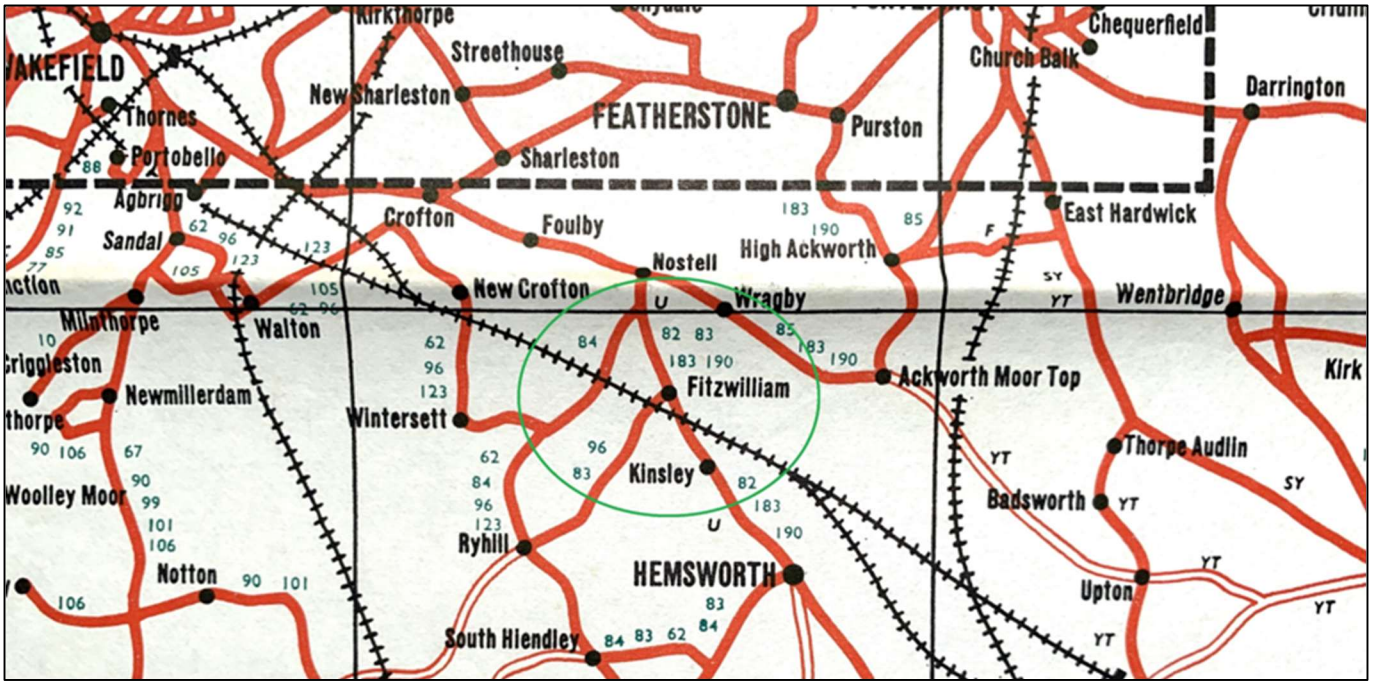 Kirkthorpe
Chequerfield
Streethouse
Church Balk
WAKEFIELD
New Sharleston
Darrington
Thornes
FEATHERSTONE
Purston
Portobello
88
Sharleston
Agbrigg
92
183
85
East Hardwick
62
Crofton
Foulby
190
91
Sandal
96
F
85
123
123
High Ackworth
77
105
Nostell
SY
105
New Crofton
U
Wragby
YT
Wentbridge
62 96
Milnthorpe
Walton
10
62
84
82 83
85
183
190
Criggleston
96
183 190
Ackworth Moor Top
Kirk
Newmillerdam
123
Fitzwilliam
thorpe
Wintersett
90 106
67
96
Thorpe Audlin
62
83
Kinsley
82
YT
90
84
SY
Woolley Moor
99
96
183
Badsworth
YT
101
123
U
190
106
Ryhill
YT
Notton
90 101
HEMSWORTH
Upton
106
83
YT
84
South Hiendley
84 83 62
YT